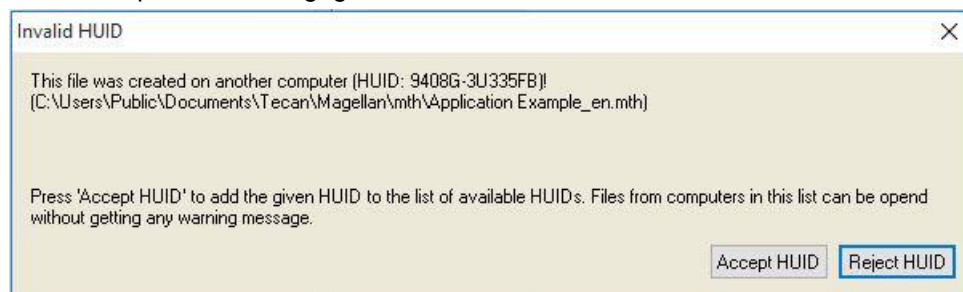 Invalid HUID
This file was created on another computer (HUID: 9408G-3U335FB)!
(C:\Users\Public\Documents\Tecan\Magellan\mth\Application Example_en.mth)
Press 'Accept HUID' to add the given HUID to the list of available HUIDs. Files from computers in this list can be opend
without getting any warning message.
Accept HUID Reject HUID